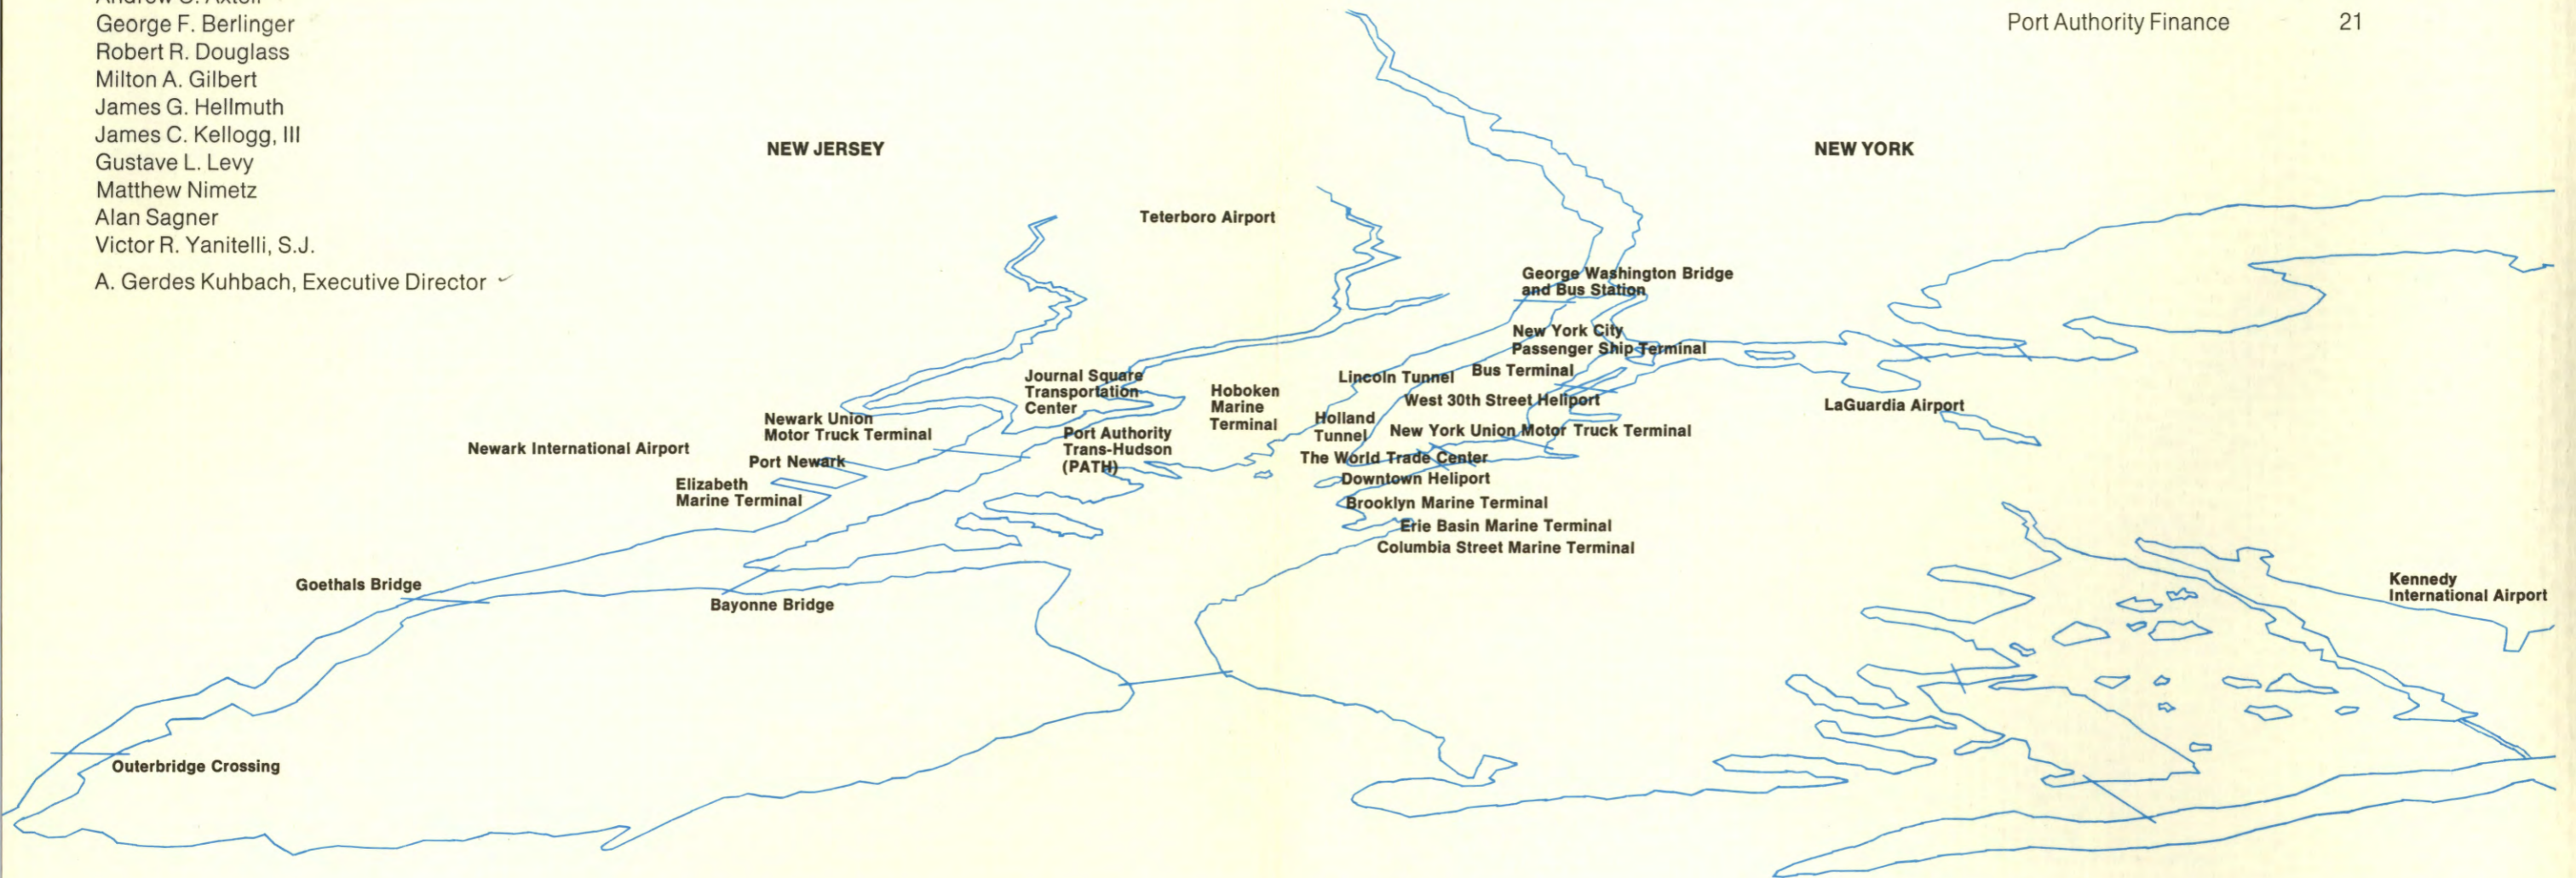 George F. Berlinger
Robert R. Douglass
Milton A. Gilbert
James G. Hellmuth
James C. Kellogg, III
Gustave L. Levy
Matthew Nimetz
Alan Sagner
Victor R. Yanitelli, S.J.
A. Gerdes Kuhbach, Executive Director
Port Authority Finance 21
NEW JERSEY
NEW YORK
Teterboro Airport
George Washington Bridge
and Bus Station
New York City
Passenger Ship Terminal
Journal Square
Transportation
Center
Hoboken
Marine
Terminal
Lincoln Tunnel
Bus Terminal
West 30th Street Heliport
LaGuardia Airport
Newark Union
Motor Truck Terminal
Holland
Tunnel
New York Union Motor Truck Terminal
Newark International Airport
Port Authority
Trans-Hudson
(PATH)
Port Newark
The World Trade Center
Elizabeth
Marine Terminal
Downtown Heliport
Brooklyn Marine Terminal
Erie Basin Marine Terminal
Columbia Street Marine Terminal
Goethals Bridge
Bayonne Bridge
Kennedy
International Airport
Outerbridge Crossing